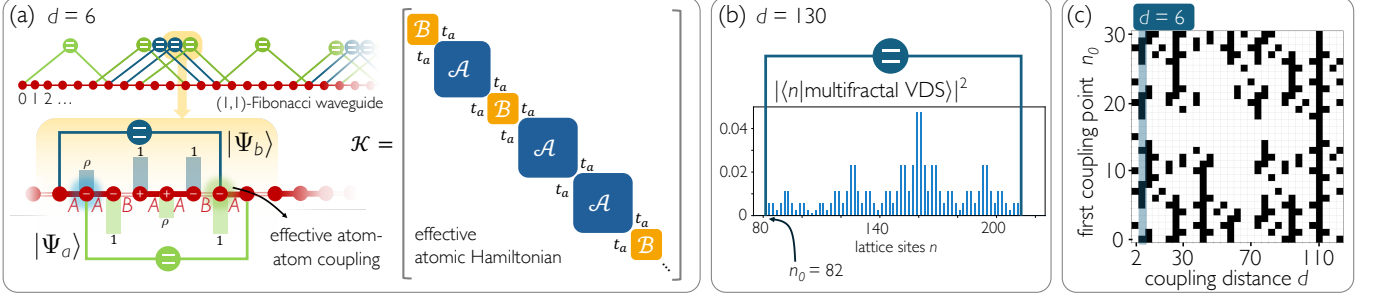 (a) d = 6
0 1 2 ...
(1,1)-Fibonacci waveguide
|Ψb⟩
ρ
1
1
− − + + − −
A A B A A B A
ρ
1
1
|Ψa⟩
effective atom-
atom coupling
𝒦 =
ℬ ta
ta 𝒜
ta
ta ℬ
ta
ta 𝒜
ta
ta 𝒜
ta
ta ℬ
⋱
effective
atomic Hamiltonian
(b) d = 130
|⟨n|multifractal VDS⟩|²
0.04
0.02
0
80 140 200
lattice sites n
n0 = 82
(c) d = 6
30
20
10
0
first coupling point n0
2 30 70 110
coupling distance d